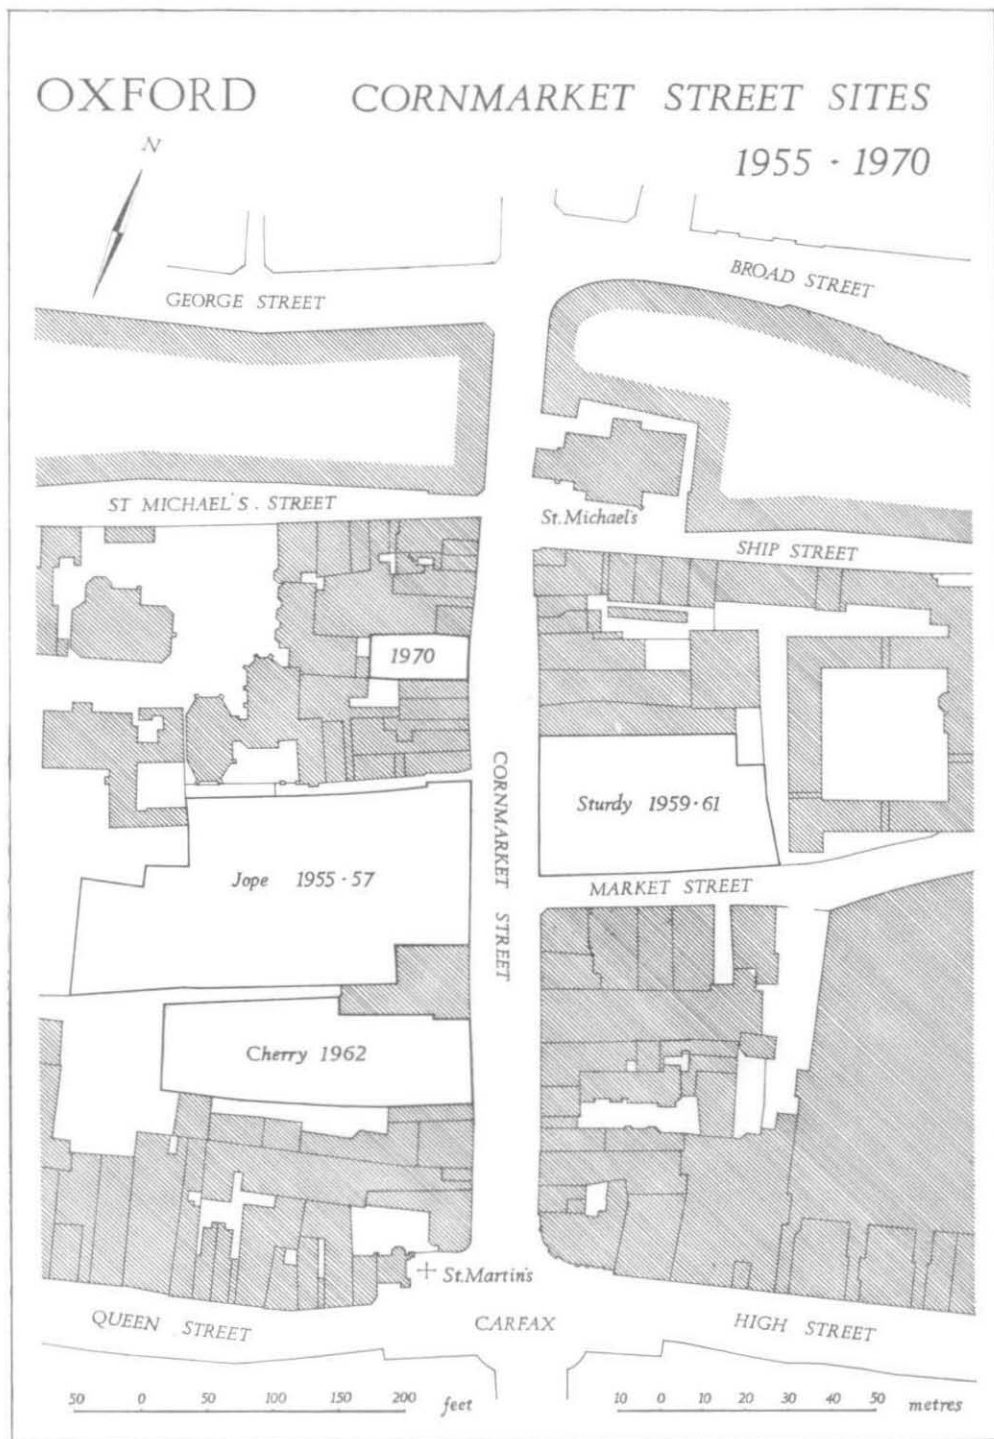 OXFORD CORNMARKET STREET SITES
1955 · 1970
N
BROAD STREET
GEORGE STREET
ST MICHAEL'S . STREET
St. Michael's
SHIP STREET
1970
CORNMARKET STREET
Sturdy 1959·61
Jope 1955·57
MARKET STREET
Cherry 1962
St. Martin's
QUEEN STREET
CARFAX
HIGH STREET
50 0 50 100 150 200 feet
10 0 10 20 30 40 50 metres